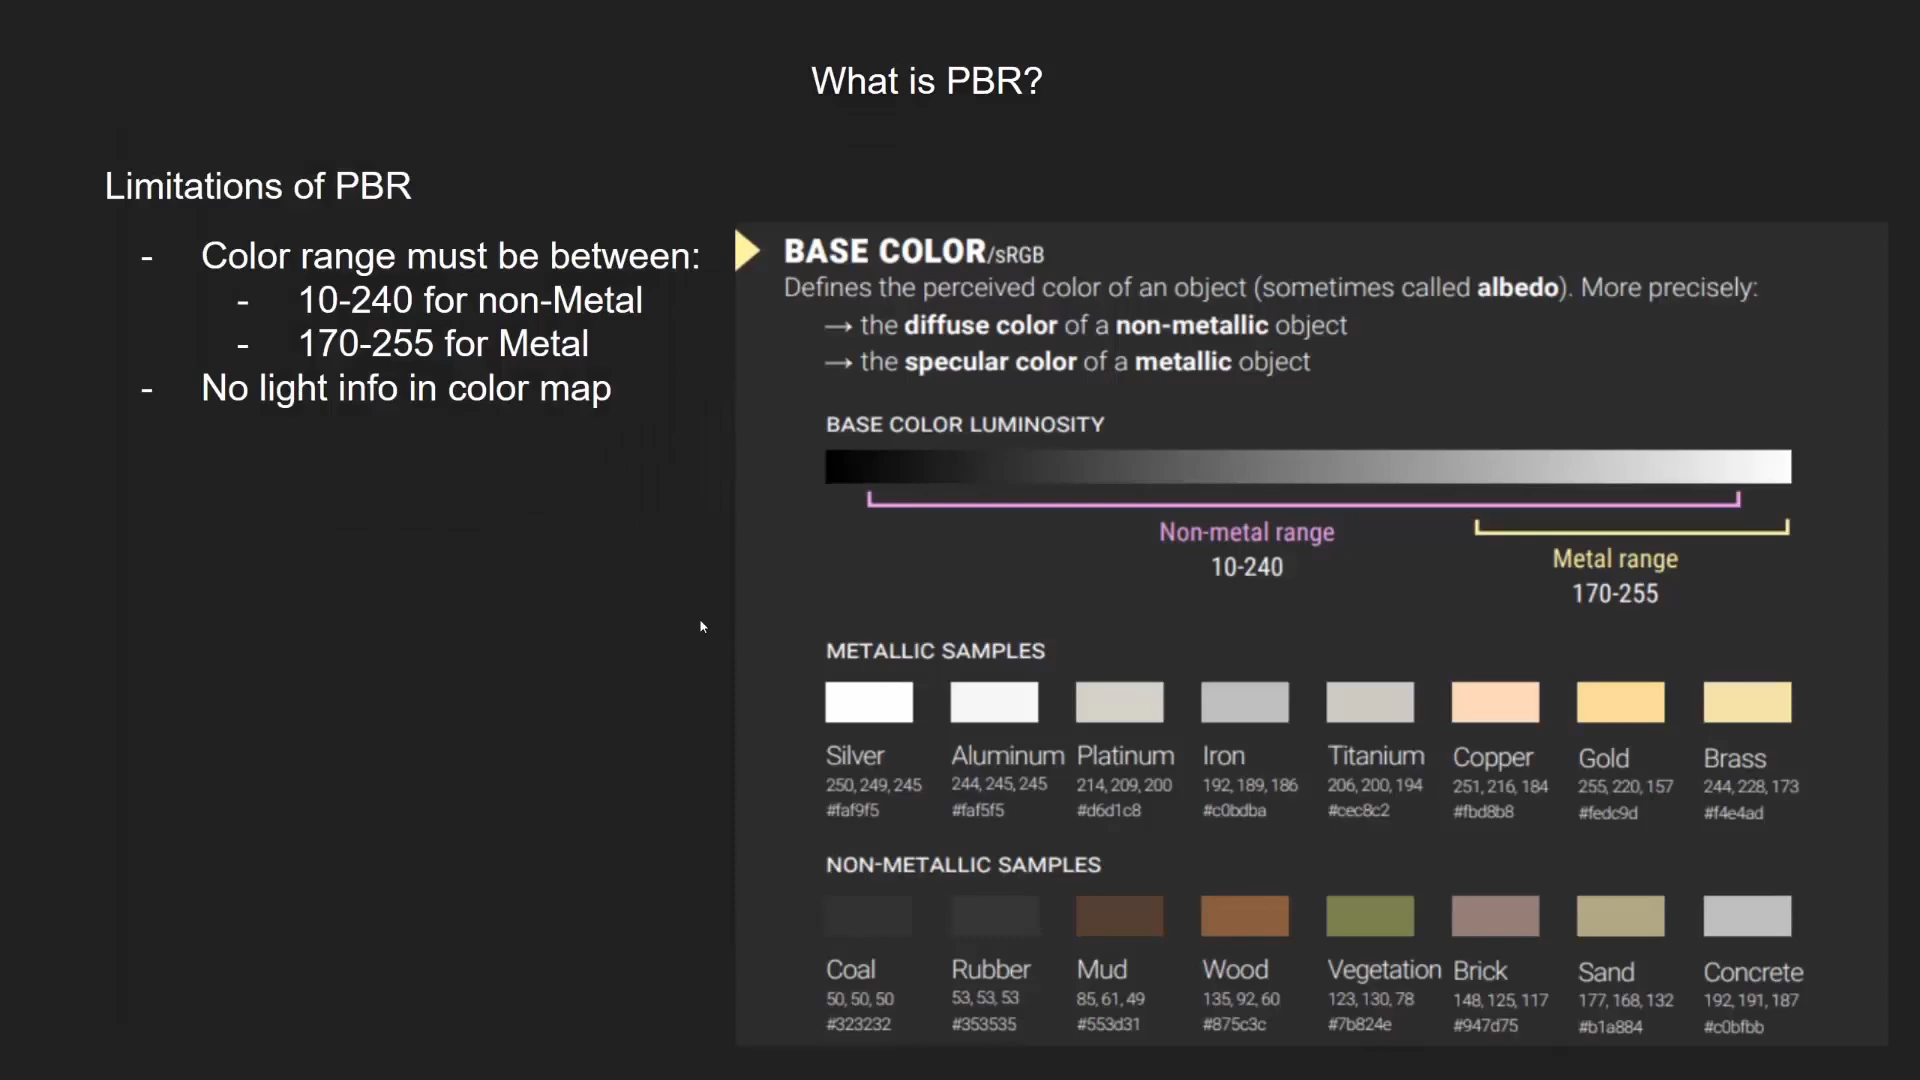 What is PBR?
Limitations of PBR
- Color range must be between:
- 10-240 for non-Metal
- 170-255 for Metal
- No light info in color map
BASE COLOR/sRGB
Defines the perceived color of an object (sometimes called albedo). More precisely:
→ the diffuse color of a non-metallic object
→ the specular color of a metallic object
BASE COLOR LUMINOSITY
Non-metal range
10-240
Metal range
170-255
METALLIC SAMPLES
Silver Aluminum Platinum Iron Titanium Copper Gold Brass
250, 249, 245 244, 245, 245 214, 209, 200 192, 189, 186 206, 200, 194 251, 216, 184 255, 220, 157 244, 228, 173
#faf9f5 #faf5f5 #d6d1c8 #c0bdba #cec8c2 #fbd8b8 #fedc9d #f4e4ad
NON-METALLIC SAMPLES
Coal Rubber Mud Wood Vegetation Brick Sand Concrete
50, 50, 50 53, 53, 53 85, 61, 49 135, 92, 60 123, 130, 78 148, 125, 117 177, 168, 132 192, 191, 187
#323232 #353535 #553d31 #875c3c #7b824e #947d75 #b1a884 #c0bfbb